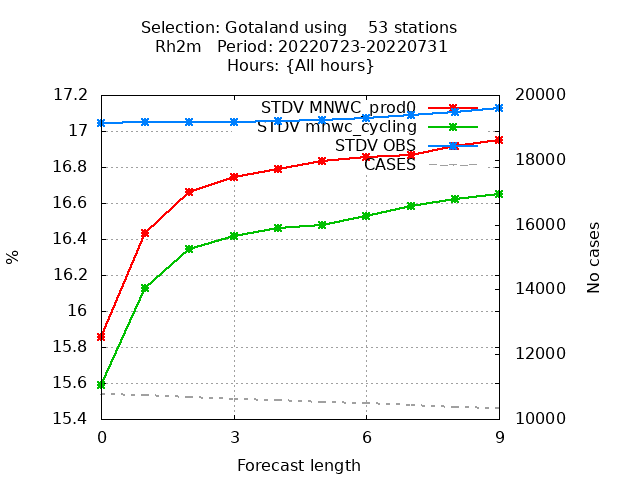 Selection: Gotaland using    53 stations
Rh2m   Period: 20220723-20220731
Hours: {All hours}
STDV MNWC_prod0
STDV mnwc_cycling
STDV OBS
CASES
17.2
17
16.8
16.6
16.4
16.2
16
15.8
15.6
15.4
%
20000
18000
16000
14000
12000
10000
No cases
0 3 6 9
Forecast length